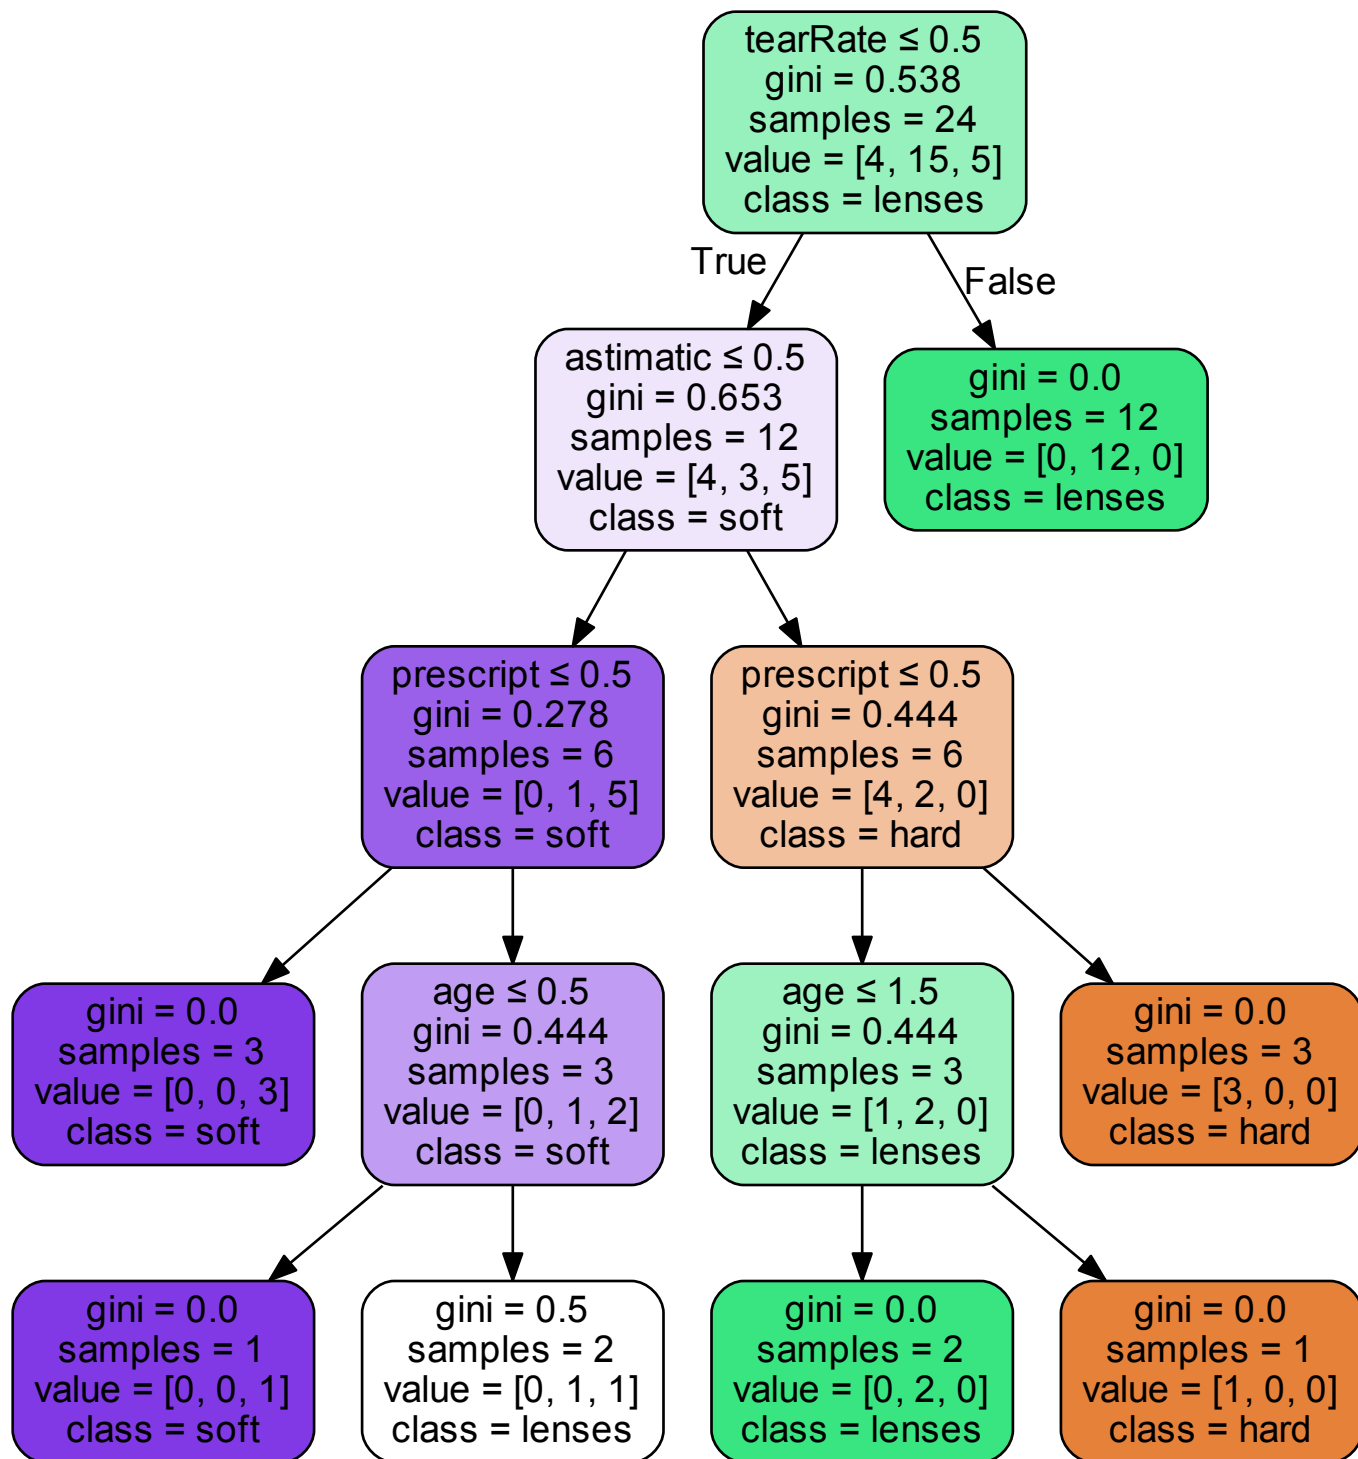 tearRate ≤ 0.5
gini = 0.538
samples = 24
value = [4, 15, 5]
class = lenses
True
False
astimatic ≤ 0.5
gini = 0.653
samples = 12
value = [4, 3, 5]
class = soft
gini = 0.0
samples = 12
value = [0, 12, 0]
class = lenses
prescript ≤ 0.5
gini = 0.278
samples = 6
value = [0, 1, 5]
class = soft
prescript ≤ 0.5
gini = 0.444
samples = 6
value = [4, 2, 0]
class = hard
gini = 0.0
samples = 3
value = [0, 0, 3]
class = soft
age ≤ 0.5
gini = 0.444
samples = 3
value = [0, 1, 2]
class = soft
age ≤ 1.5
gini = 0.444
samples = 3
value = [1, 2, 0]
class = lenses
gini = 0.0
samples = 3
value = [3, 0, 0]
class = hard
gini = 0.0
samples = 1
value = [0, 0, 1]
class = soft
gini = 0.5
samples = 2
value = [0, 1, 1]
class = lenses
gini = 0.0
samples = 2
value = [0, 2, 0]
class = lenses
gini = 0.0
samples = 1
value = [1, 0, 0]
class = hard